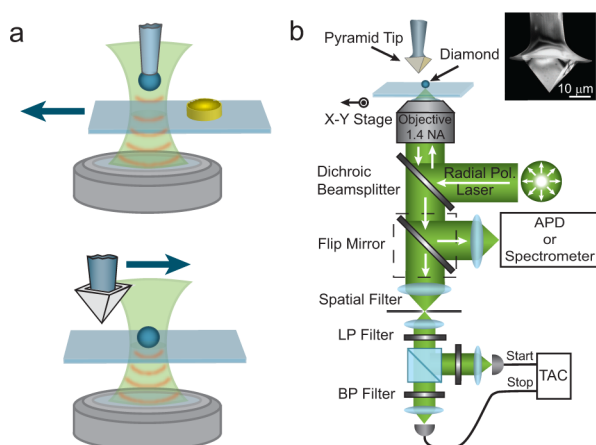 a
b
Pyramid Tip
Diamond
10 μm
X-Y Stage
Objective
1.4 NA
Dichroic
Beamsplitter
Radial Pol.
Laser
Flip Mirror
APD
or
Spectrometer
Spatial Filter
LP Filter
Start
TAC
Stop
BP Filter